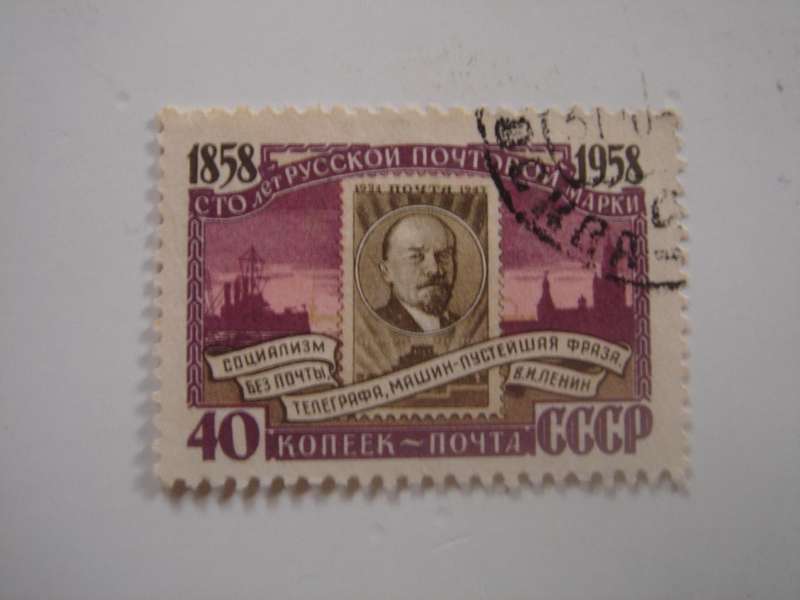 1858 1958
СТО ЛЕТ РУССКОЙ ПОЧТОВОЙ МАРКИ
ПОЧТА
СОЦИАЛИЗМ
БЕЗ ПОЧТЫ,
ТЕЛЕГРАФА, МАШИН-ПУСТЕЙШАЯ ФРАЗА.
В.И.ЛЕНИН
40 КОПЕЕК~ПОЧТА СССР